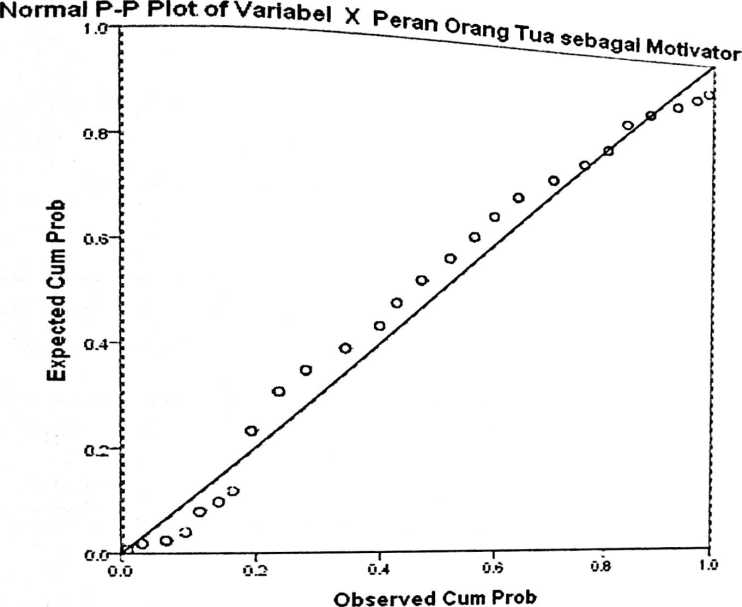 Normal P-P Plot of Variabel X Peran Orang Tua sebagai Motivator
1.0
0.8
0.6
0.4
0.2
0.0
Expected Cum Prob
0.0 0.2 0.4 0.6 0.8 1.0
Observed Cum Prob